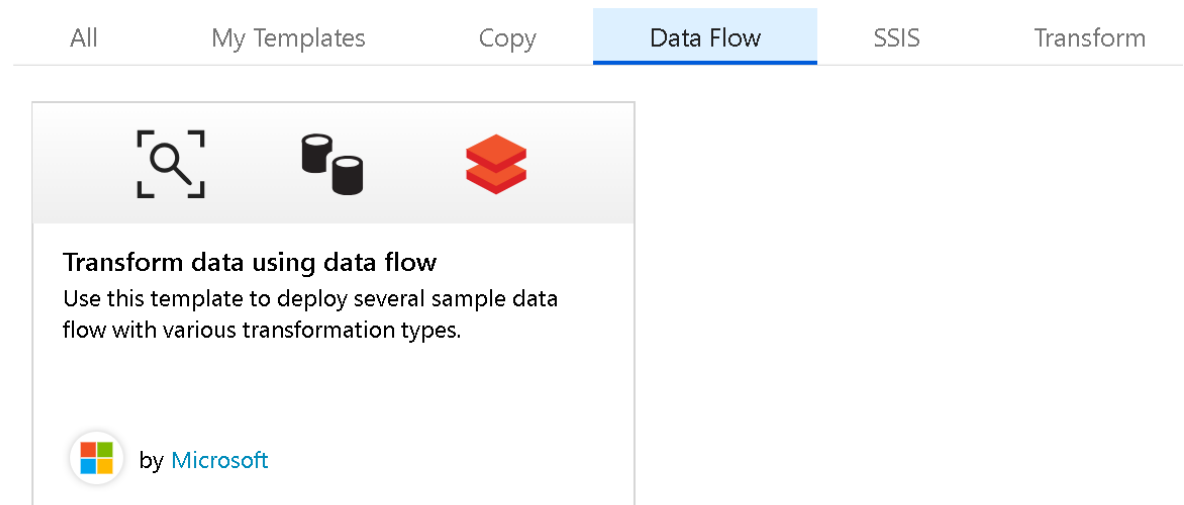 All My Templates Copy Data Flow SSIS Transform
Transform data using data flow
Use this template to deploy several sample data
flow with various transformation types.
by Microsoft